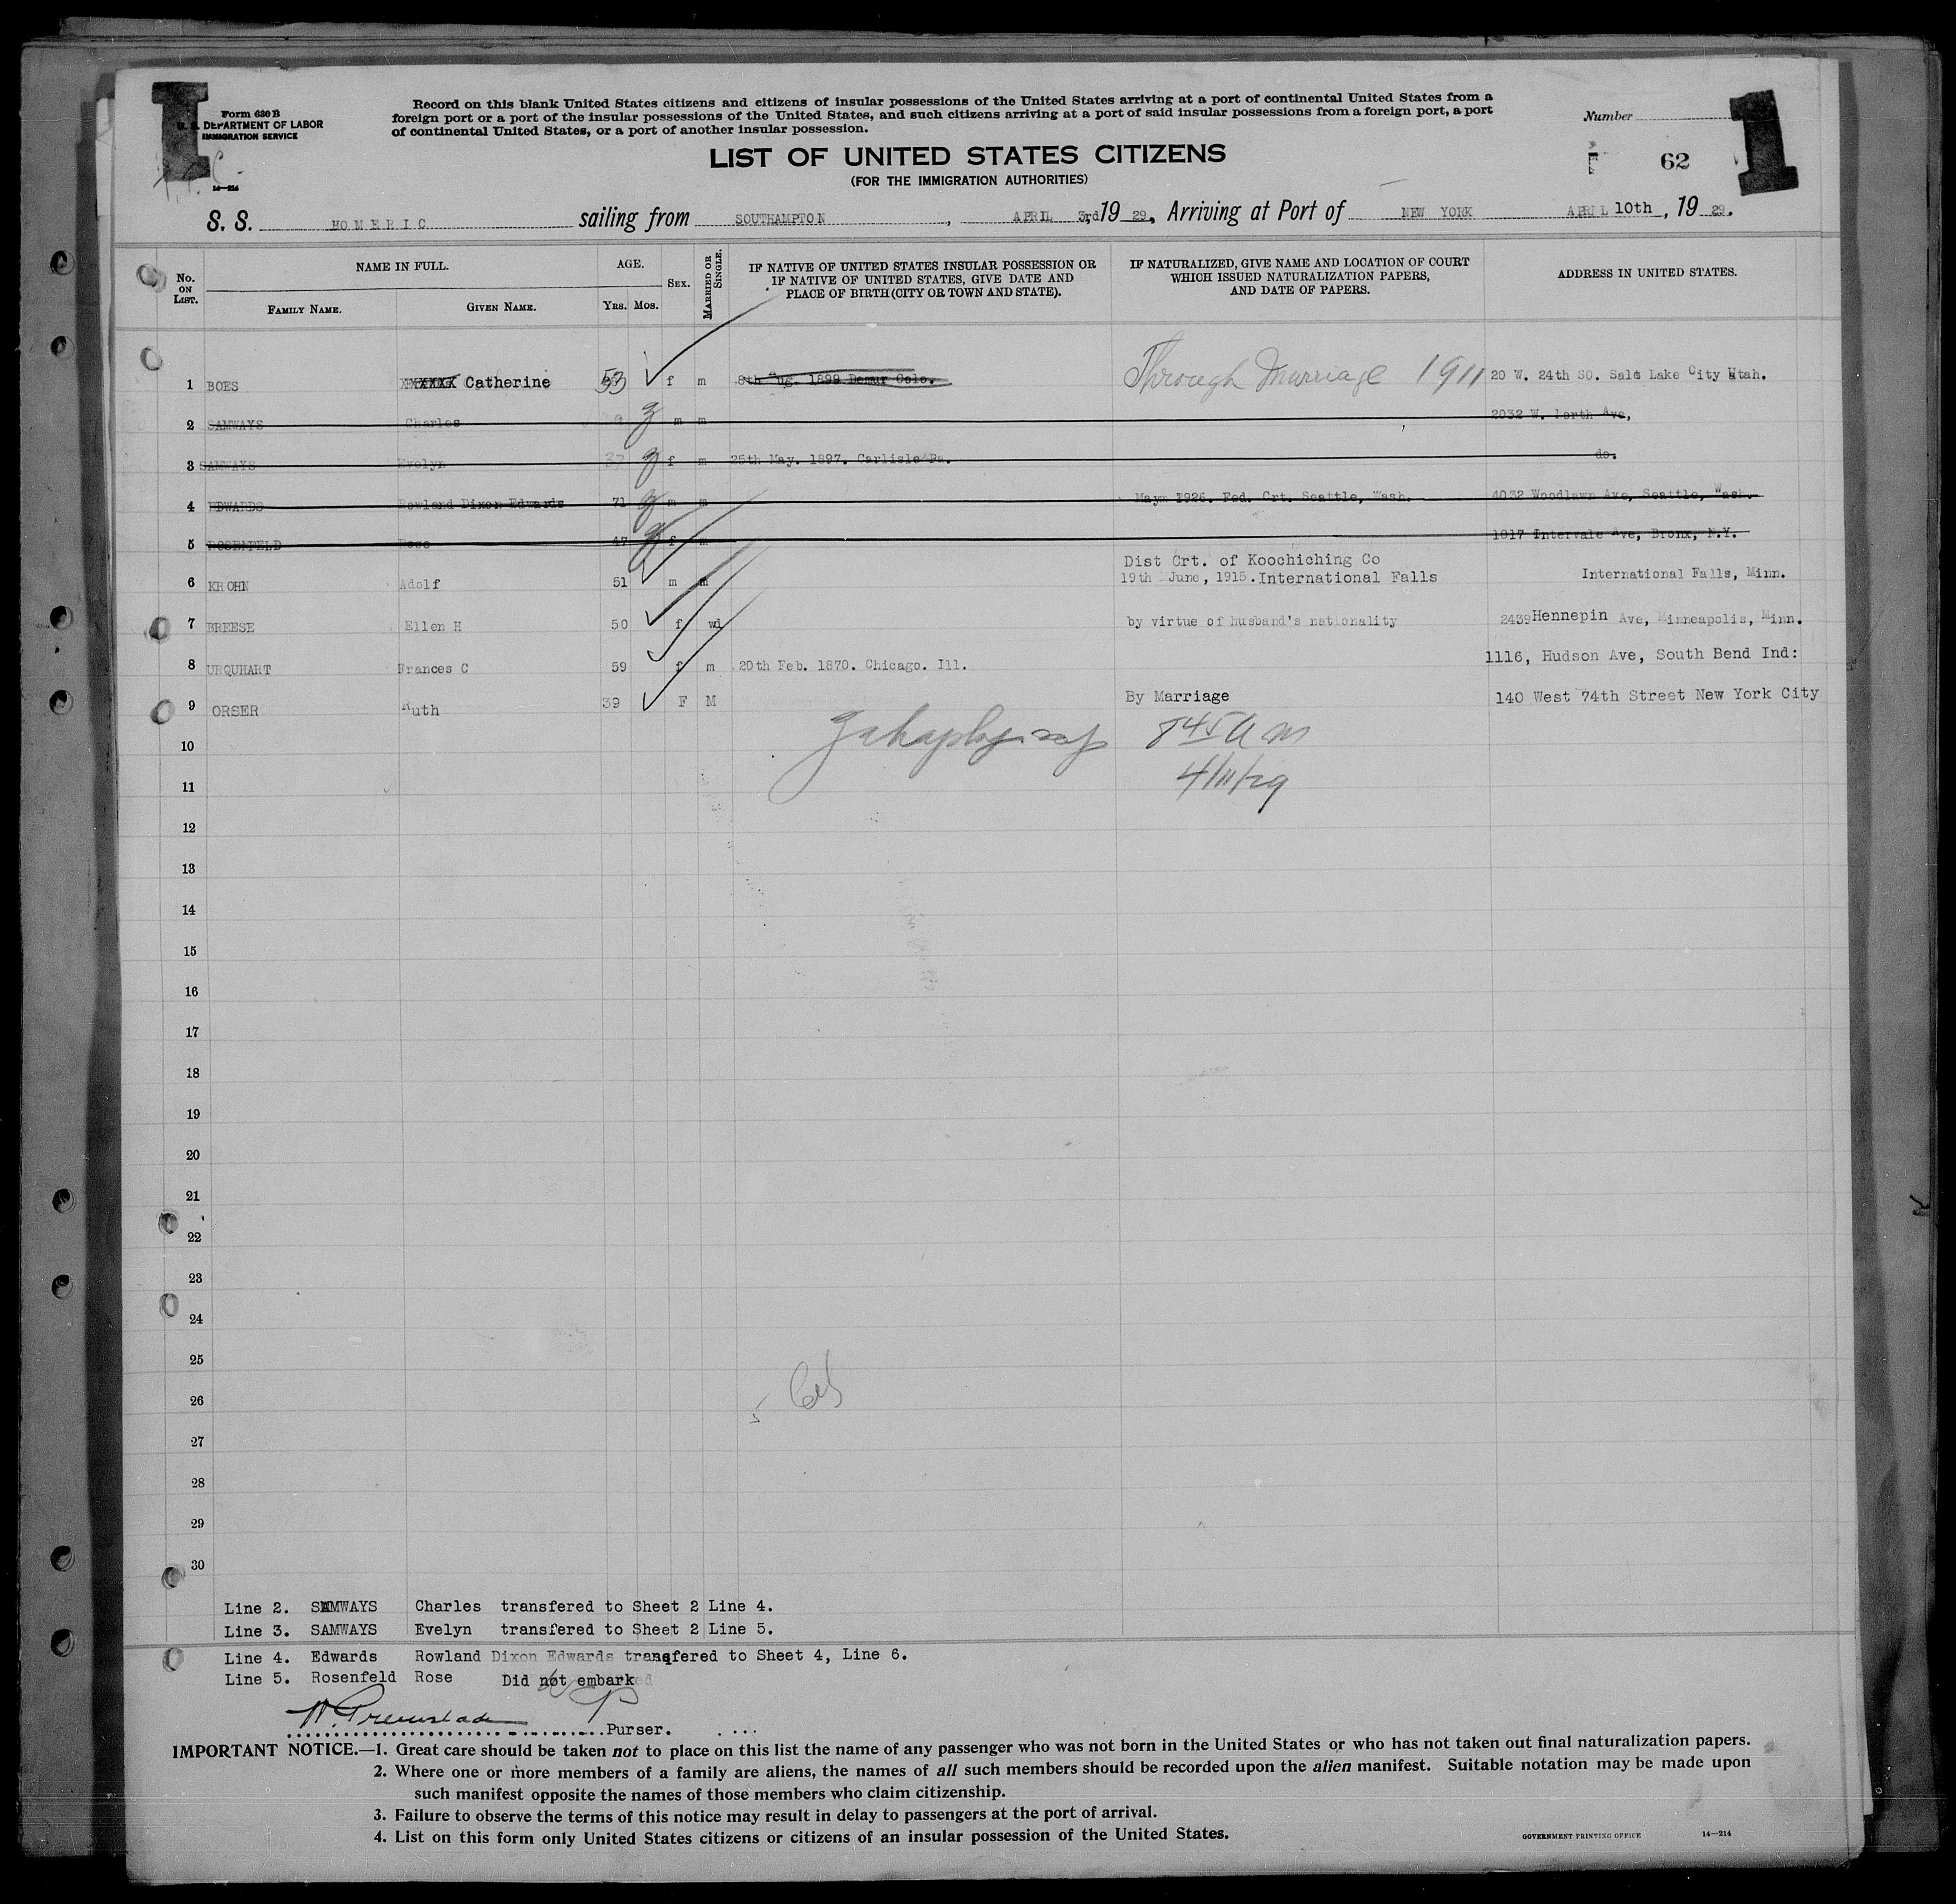 Form 630 B
U. S. DEPARTMENT OF LABOR
IMMIGRATION SERVICE
14—214
Record on this blank United States citizens and citizens of insular possessions of the United States arriving at a port of continental United States from a
foreign port or a port of the insular possessions of the United States, and such citizens arriving at a port of said insular possessions from a foreign port, a port
of continental United States, or a port of another insular possession.
Number
1
1
62
LIST OF UNITED STATES CITIZENS
(FOR THE IMMIGRATION AUTHORITIES)
S. S. HOMERIC sailing from SOUTHAMPTON, APRIL 3rd, 19 29, Arriving at Port of NEW YORK APRIL 10th, 19 29.
No. ON LIST. NAME IN FULL. AGE. SEX. MARRIED OR SINGLE. IF NATIVE OF UNITED STATES INSULAR POSSESSION OR IF NATIVE OF UNITED STATES, GIVE DATE AND PLACE OF BIRTH (CITY OR TOWN AND STATE). IF NATURALIZED, GIVE NAME AND LOCATION OF COURT WHICH ISSUED NATURALIZATION PAPERS, AND DATE OF PAPERS. ADDRESS IN UNITED STATES.
FAMILY NAME. GIVEN NAME. YRS. MOS.
1 BOES Catherine 53 f m 8th Aug. 1899 Colo. Through Marriage 1911 20 W. 24th SO. Sale Lake City Utah.
2 SAMWAYS Charles m m 2032 W. North Ave,
3 SAMWAYS Evelyn 37 f m 25th May. 1897. Carlisle Pa. do.
4 EDWARDS Rowland Dixon Edwards 71 m m May 1926. Fed. Crt. Seattle, Wash. 4032 Woodlawn Ave, Seattle, Wash.
5 ROSENFELD Rose 47 f m 1017 Intervale Ave, Bronx, N.Y.
Dist Crt. of Koochiching Co
6 KROHN Adolf 51 m m 19th June, 1915. International Falls International Falls, Minn.
7 BREESE Ellen H 50 f wd by virtue of husband's nationality 2439 Hennepin Ave, Minneapolis, Minn.
8 URQUHART Frances C 59 f m 20th Feb. 1870. Chicago. Ill. 1116, Hudson Ave, South Bend Ind:
9 ORSER Ruth 39 F M By Marriage 140 West 74th Street New York City
10 845 a m
11 4/11/29
12
13
14
15
16
17
18
19
20
21
22
23
24
25
26
27
28
29
30
Line 2. SAMWAYS Charles transfered to Sheet 2 Line 4.
Line 3. SAMWAYS Evelyn transfered to Sheet 2 Line 5.
Line 4. Edwards Rowland Dixon Edwards transfered to Sheet 4, Line 6.
Line 5. Rosenfeld Rose Did not embarked
Purser.
IMPORTANT NOTICE.—1. Great care should be taken not to place on this list the name of any passenger who was not born in the United States or who has not taken out final naturalization papers.
2. Where one or more members of a family are aliens, the names of all such members should be recorded upon the alien manifest. Suitable notation may be made upon
such manifest opposite the names of those members who claim citizenship.
3. Failure to observe the terms of this notice may result in delay to passengers at the port of arrival.
4. List on this form only United States citizens or citizens of an insular possession of the United States.
GOVERNMENT PRINTING OFFICE 14—214